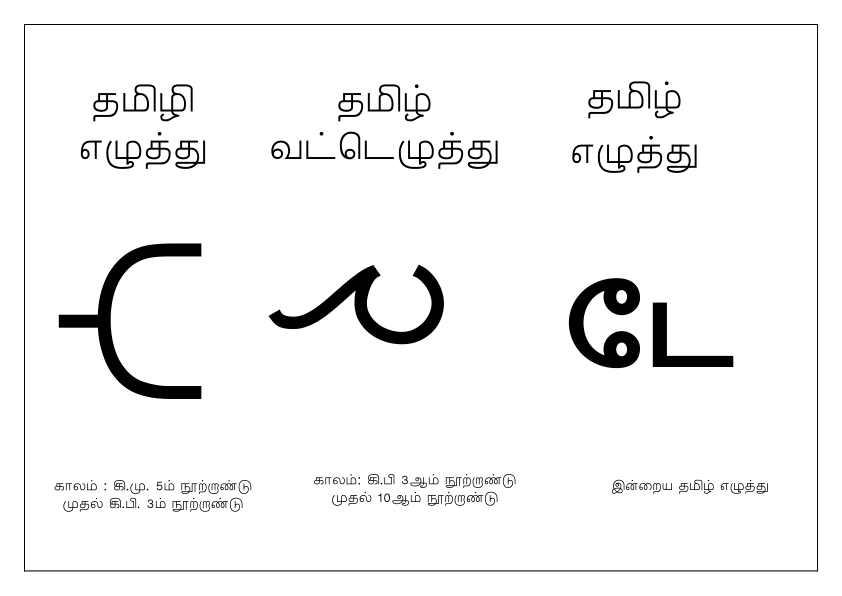 தமிழி
எழுத்து
தமிழ்
வட்டெழுத்து
தமிழ்
எழுத்து
டே
காலம் : கி.மு. 5ம் நூற்றாண்டு
முதல் கி.பி. 3ம் நூற்றாண்டு
காலம்: கி.பி 3ஆம் நூற்றாண்டு
முதல் 10ஆம் நூற்றாண்டு
இன்றைய தமிழ் எழுத்து